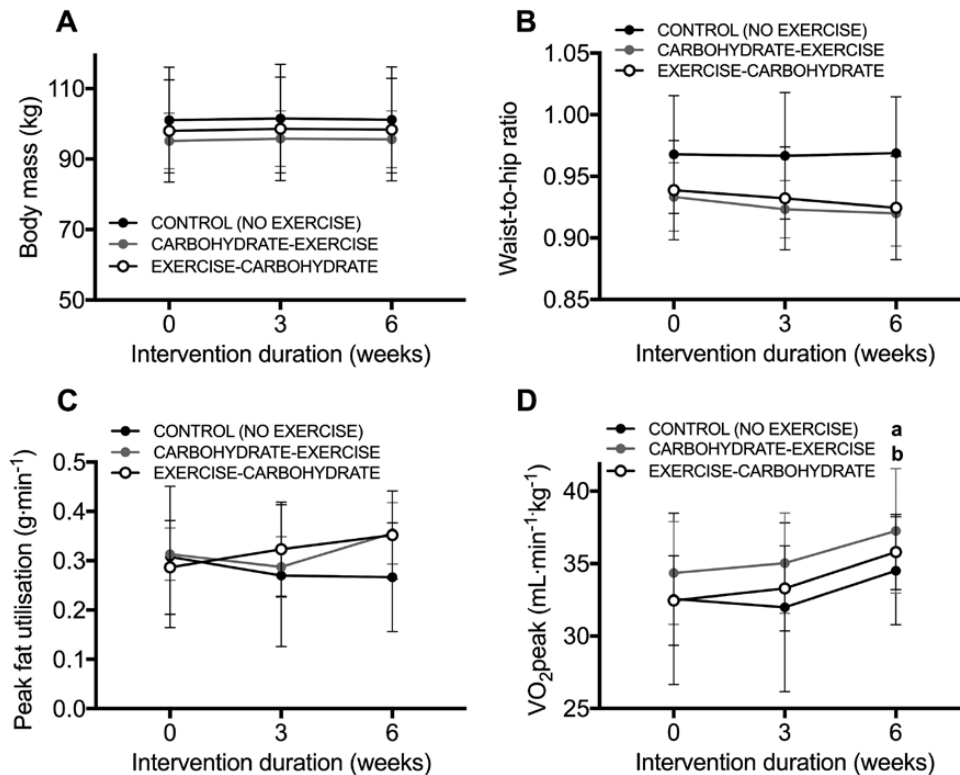 A
Body mass (kg)
110
90
70
50
CONTROL (NO EXERCISE)
CARBOHYDRATE-EXERCISE
EXERCISE-CARBOHYDRATE
0 3 6
Intervention duration (weeks)
B
Waist-to-hip ratio
CONTROL (NO EXERCISE)
CARBOHYDRATE-EXERCISE
EXERCISE-CARBOHYDRATE
1.05
1.00
0.95
0.90
0.85
0 3 6
Intervention duration (weeks)
C
Peak fat utilisation (g·min⁻¹)
CONTROL (NO EXERCISE)
CARBOHYDRATE-EXERCISE
EXERCISE-CARBOHYDRATE
0.5
0.4
0.3
0.2
0.1
0.0
0 3 6
Intervention duration (weeks)
D
VO₂peak (mL·min⁻¹·kg⁻¹)
CONTROL (NO EXERCISE) a
CARBOHYDRATE-EXERCISE b
EXERCISE-CARBOHYDRATE
40
35
30
25
0 3 6
Intervention duration (weeks)